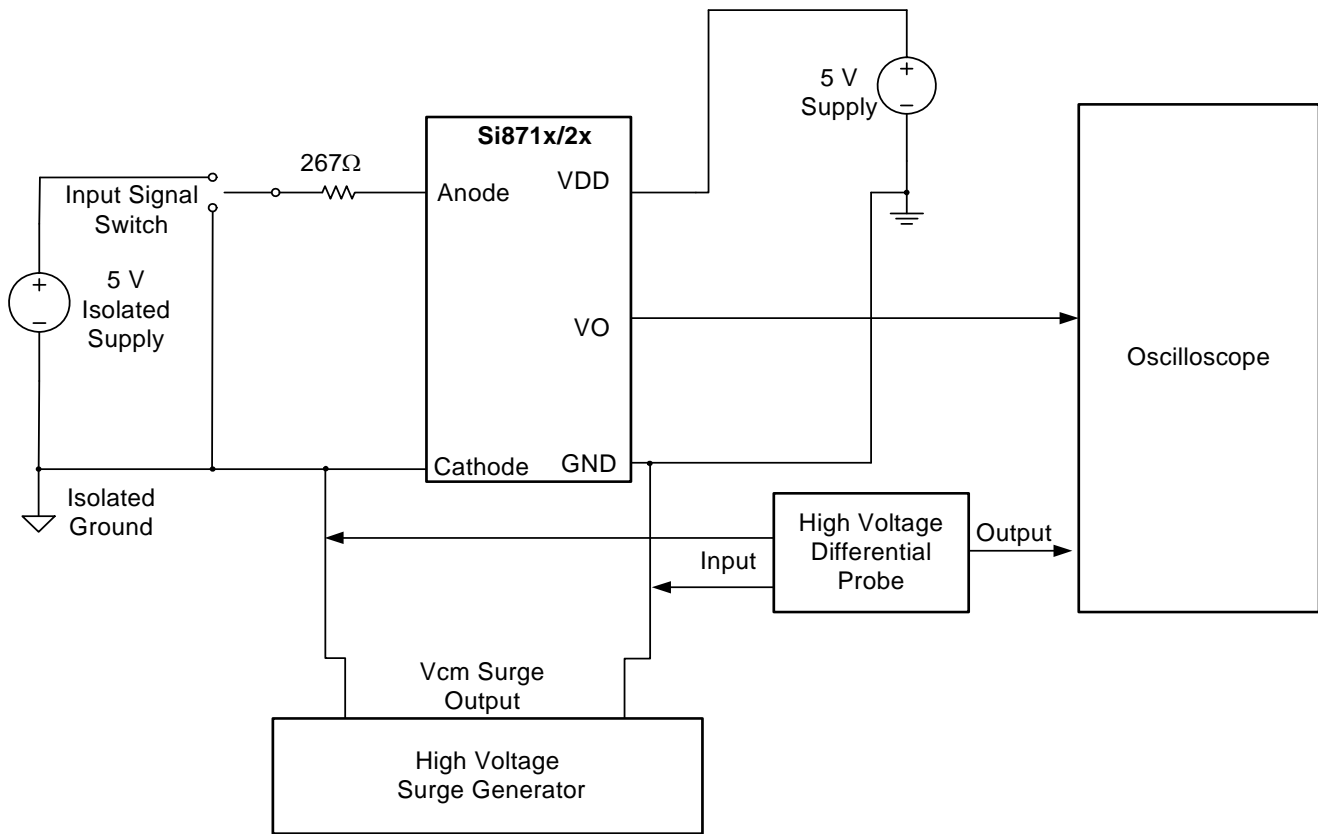 5 V
Supply
Si871x/2x
267Ω
Input Signal
Switch
Anode
VDD
5 V
Isolated
Supply
VO
Oscilloscope
Cathode
GND
Isolated
Ground
High Voltage
Differential
Probe
Output
Input
Vcm Surge
Output
High Voltage
Surge Generator